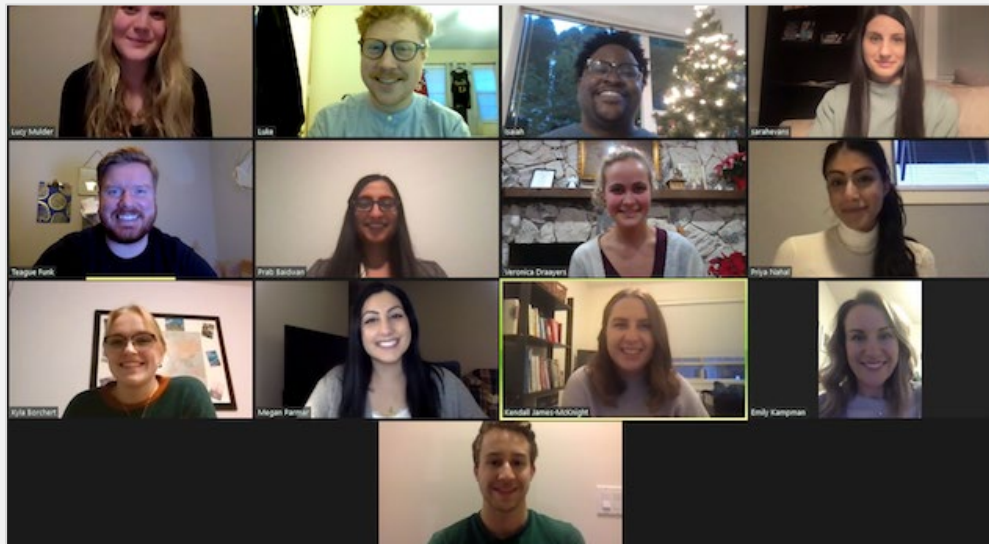 Lucy Mulder
Luke
Isaiah
sarahevans
Teague Funk
Prab Baidwan
Veronica Draayers
Priya Nahal
Kyla Borchert
Megan Parmar
Kendall James-McKnight
Emily Kampman